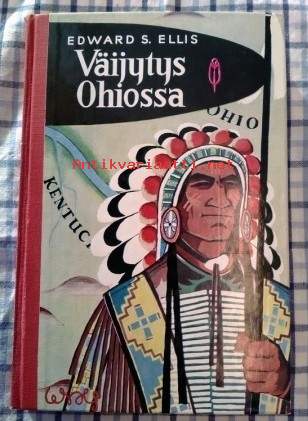 EDWARD S. ELLIS
Väijytys
Ohiossa
OHIO
Antikvariaatti.net
KENTUC